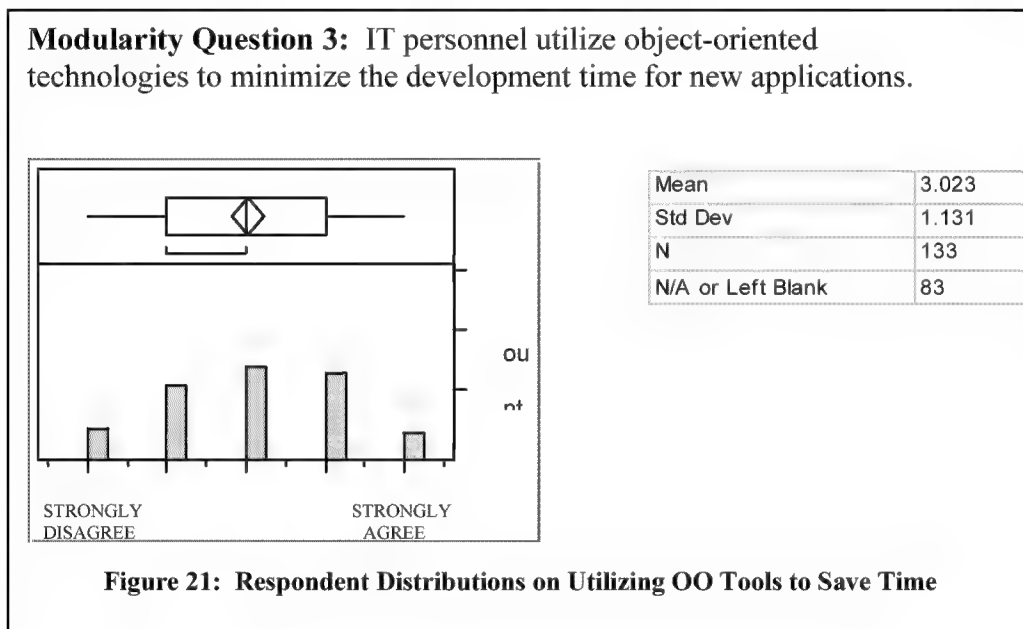 Modularity Question 3: IT personnel utilize object-oriented
technologies to minimize the development time for new applications.
Mean 3.023
Std Dev 1.131
N 133
N/A or Left Blank 83
ou
nt
STRONGLY STRONGLY
DISAGREE AGREE
Figure 21: Respondent Distributions on Utilizing OO Tools to Save Time